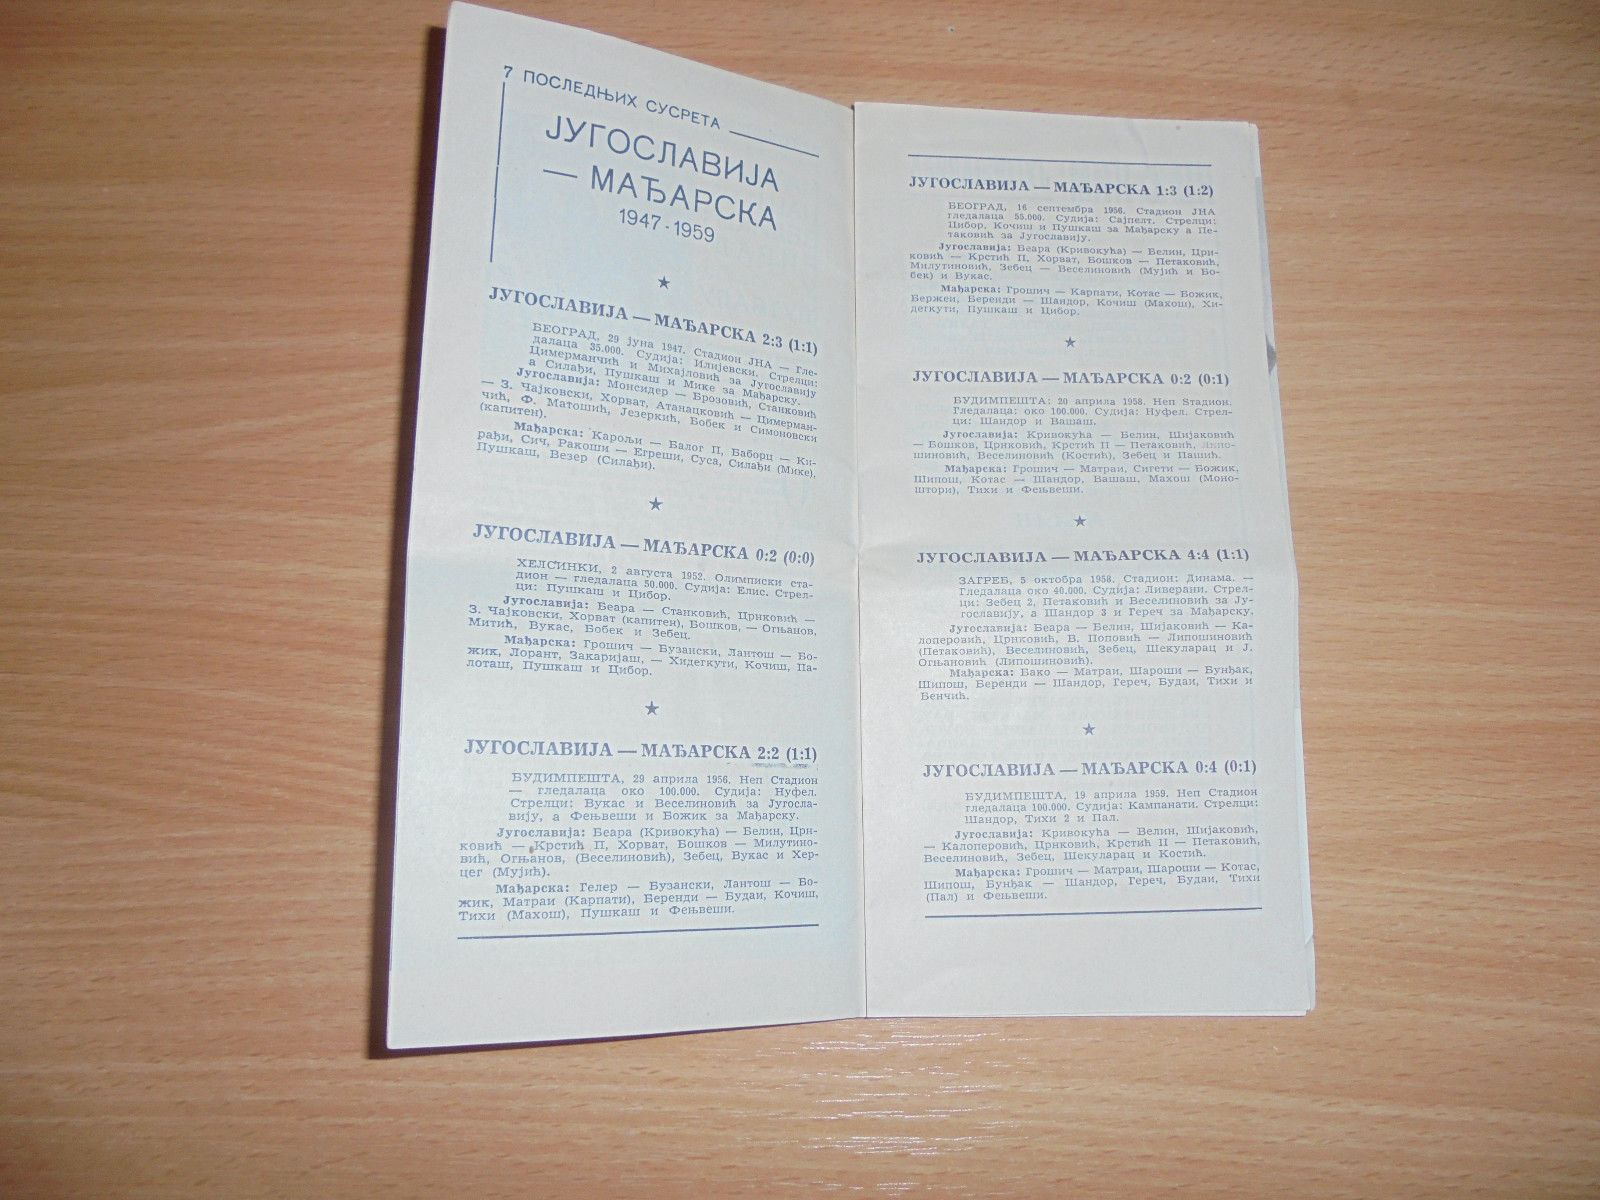 7 ПОСЛЕДЊИХ СУСРЕТА
ЈУГОСЛАВИЈА
— МАЂАРСКА
1947-1959
★
ЈУГОСЛАВИЈА — МАЂАРСКА 2:3 (1:1)
БЕОГРАД, 29 јуна 1947. Стадион ЈНА — Гле-
далаца 35.000. Судија: Илијевски. Стрелци:
Цимерманчић и Михајловић за Југославију
а Силађи, Пушкаш и Мике за Мађарску.
Југославија: Монсидер — Брозовић, Станковић
— З. Чајковски, Хорват, Атанацковић — Цимерман-
чић, Ф. Матошић, Језеркић, Бобек и Симоновски
(капитен).
Мађарска: Карољи — Балог П, Баборц — Ки-
рађи, Сич, Ракоши — Егреши, Суса, Силађи (Мике),
Пушкаш, Везер (Силађи).
★
ЈУГОСЛАВИЈА — МАЂАРСКА 0:2 (0:0)
ХЕЛСИНКИ, 2 августа 1952. Олимписки ста-
дион — гледалаца 50.000. Судија: Елис. Стрел-
ци: Пушкаш и Цибор.
Југославија: Беара — Станковић, Црнковић —
З. Чајковски, Хорват (капитен), Бошков, — Огњанов,
Митић, Вукас, Бобек и Зебец.
Мађарска: Грошич — Бузански, Лантош — Бо-
жик, Лорант, Закаријаш, — Хидегкути, Кочиш, Па-
лоташ, Пушкаш и Цибор.
★
ЈУГОСЛАВИЈА — МАЂАРСКА 2:2 (1:1)
БУДИМПЕШТА, 29 априла 1956. Неп Стадион
— гледалаца око 100.000. Судија: Нуфел.
Стрелци: Вукас и Веселиновић за Југосла-
вију, а Фењвеши и Божик за Мађарску.
Југославија: Беара (Кривокућа) — Белин, Црн-
ковић — Крстић П, Хорват, Бошков — Милутино-
вић, Огњанов, (Веселиновић), Зебец, Вукас и Хер-
цег (Мујић).
Мађарска: Гелер — Бузански, Лантош — Бо-
жик, Матраи (Карпати), Беренди — Будаи, Кочиш,
Тихи (Махош), Пушкаш и Фењвеши.
ЈУГОСЛАВИЈА — МАЂАРСКА 1:3 (1:2)
БЕОГРАД, 16 септембра 1956. Стадион ЈНА
гледалаца 55.000. Судија: Сајпелт. Стрелци:
Цибор, Кочиш и Пушкаш за Мађарску а Пе-
таковић за Југославију.
Југославија: Беара (Кривокућа) — Белин, Црн-
ковић — Крстић П, Хорват, Бошков — Петаковић,
Милутиновић, Зебец — Веселиновић (Мујић и Бо-
бек) и Вукас.
Мађарска: Грошич — Карпати, Котас — Божик,
Бержеи, Беренди — Шандор, Кочиш (Махош), Хи-
дегкути, Пушкаш и Цибор.
★
ЈУГОСЛАВИЈА — МАЂАРСКА 0:2 (0:1)
БУДИМПЕШТА: 20 априла 1958. Неп Стадион.
Гледалаца: око 100.000. Судија: Нуфел. Стрел-
ци: Шандор и Вашаш.
Југославија: Кривокућа — Белин, Шијаковић
— Бошков, Црнковић, Крстић П — Петаковић, Липо-
шиновић, Веселиновић (Костић), Зебец и Пашић.
Мађарска: Грошич — Матраи, Сигети — Божик,
Шипош, Котас — Шандор, Вашаш, Махош (Моно-
штори), Тихи и Фењвеши.
★
ЈУГОСЛАВИЈА — МАЂАРСКА 4:4 (1:1)
ЗАГРЕБ, 5 октобра 1958. Стадион: Динама. —
Гледалаца око 40.000. Судија: Ливерани. Стрел-
ци: Зебец 2, Петаковић и Веселиновић за Ју-
гославију, а Шандор 3 и Гереч за Мађарску.
Југославија: Беара — Белин, Шијаковић — Ка-
лоперовић, Црнковић, В. Поповић — Липошиновић
(Петаковић), Веселиновић, Зебец, Шекуларац и Ј.
Огњановић (Липошиновић).
Мађарска: Бако — Матраи, Шароши — Бунђак,
Шипош, Беренди — Шандор, Гереч, Будаи, Тихи и
Венчић.
★
ЈУГОСЛАВИЈА — МАЂАРСКА 0:4 (0:1)
БУДИМПЕШТА, 19 априла 1959. Неп Стадион
гледалаца 100.000. Судија: Кампанати. Стрелци:
Шандор, Тихи 2 и Пал.
Југославија: Кривокућа — Белин, Шијаковић,
— Калоперовић, Црнковић, Крстић П — Петаковић,
Веселиновић, Зебец, Шекуларац и Костић.
Мађарска: Грошич — Матраи, Шароши — Котас,
Шипош, Бунђак — Шандор, Гереч, Будаи, Тихи
(Пал) и Фењвеши.